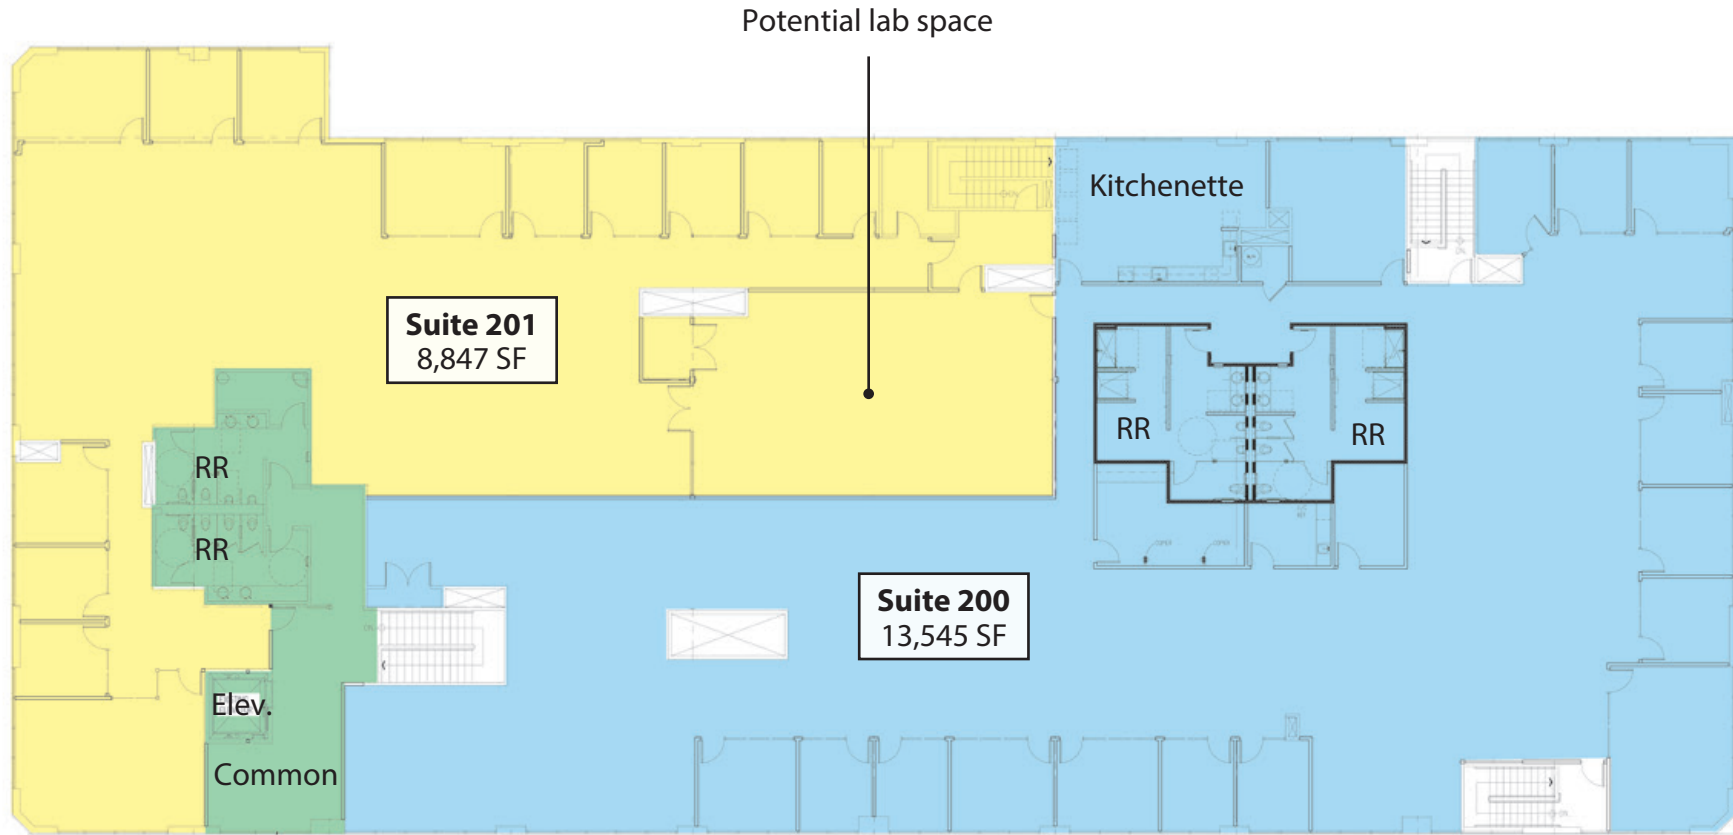 Potential lab space
Kitchenette
Suite 201
8,847 SF
RR
RR
RR
RR
Suite 200
13,545 SF
Elev.
Common